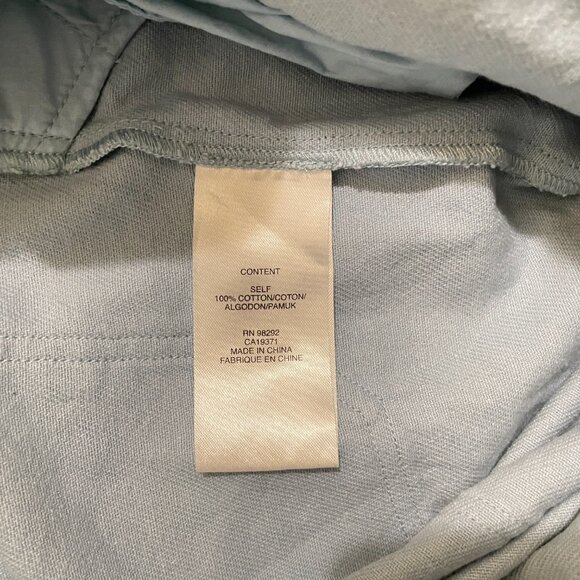 CONTENT
SELF
100% COTTON/COTON/
ALGODON/PAMUK
RN 98292
CA19371
MADE IN CHINA
FABRIQUE EN CHINE